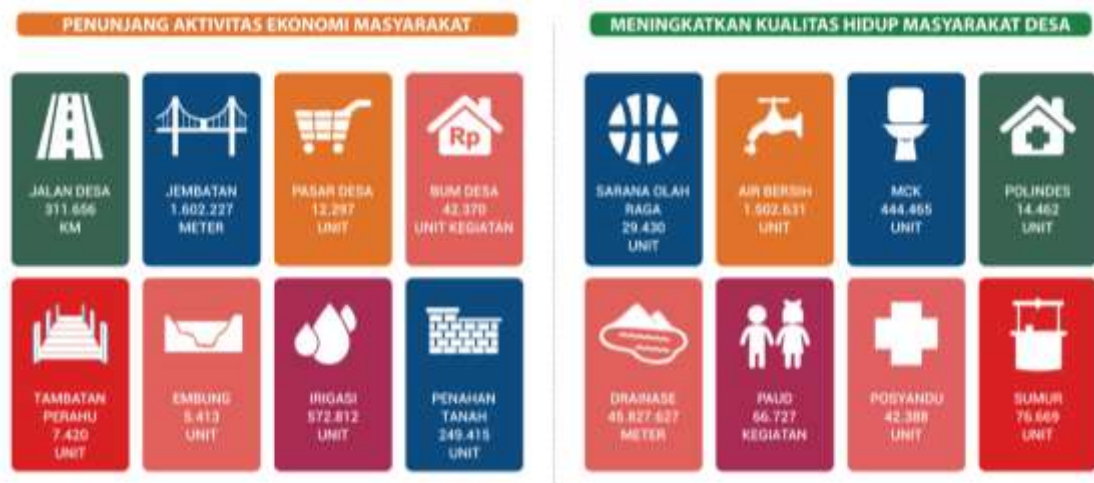 PENUNJANG AKTIVITAS EKONOMI MASYARAKAT
JALAN DESA
311.656
KM
JEMBATAN
1.602.227
METER
PASAR DESA
12.297
UNIT
Rp
BUM DESA
42.370
UNIT KEGIATAN
TAMBATAN
PERAHU
7.420
UNIT
EMBUNG
5.413
UNIT
IRIGASI
572.812
UNIT
PENAHAN
TANAH
249.415
UNIT
MENINGKATKAN KUALITAS HIDUP MASYARAKAT DESA
SARANA OLAH
RAGA
29.430
UNIT
AIR BERSIH
1.502.631
UNIT
MCK
444.465
UNIT
POLINDES
14.462
UNIT
DRAINASE
45.827.627
METER
PAUD
66.727
KEGIATAN
POSYANDU
42.388
UNIT
SUMUR
76.669
UNIT